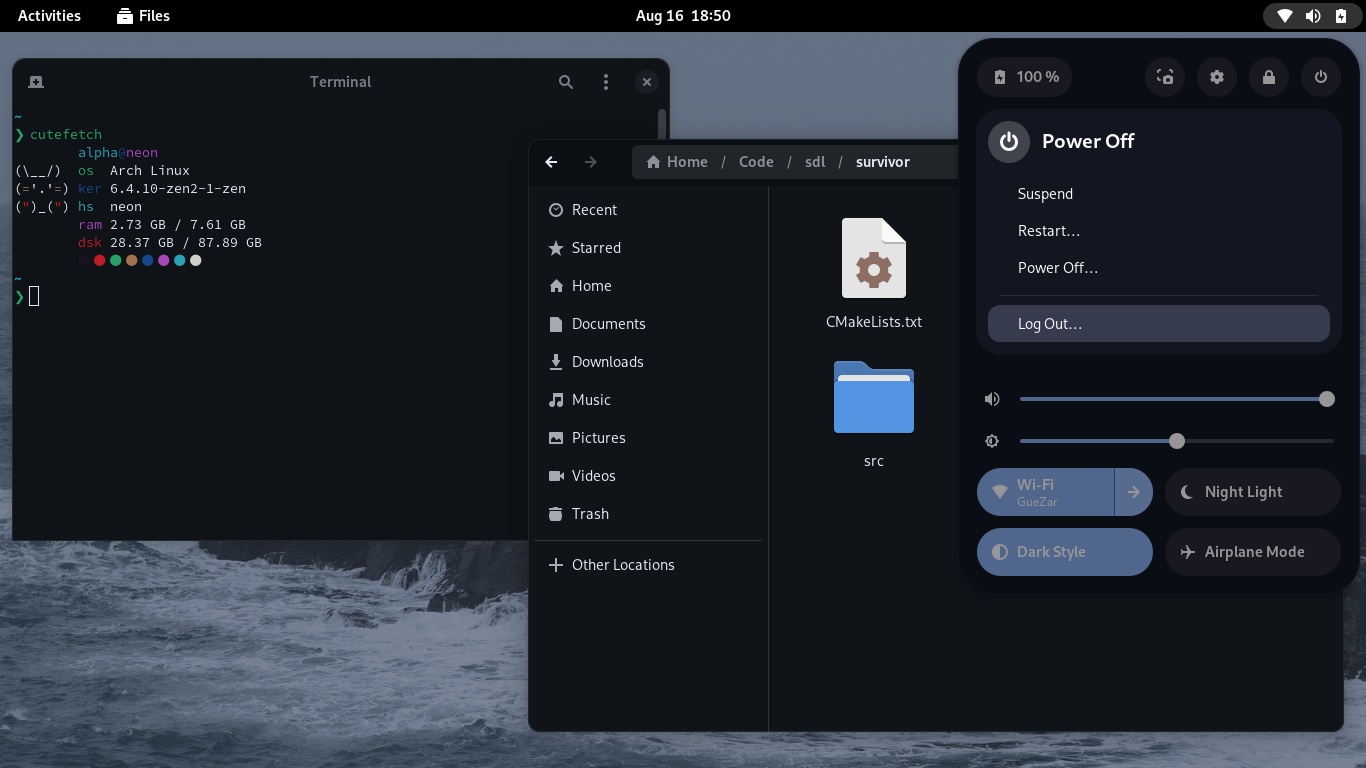 Activities
Files
Aug 16 18:50
Terminal
~
❯ cutefetch
alpha@neon
(\__/) os Arch Linux
(='.'=) ker 6.4.10-zen2-1-zen
(")_(") hs neon
ram 2.73 GB / 7.61 GB
dsk 28.37 GB / 87.89 GB
~
❯
Home / Code / sdl / survivor
Recent
Starred
Home
Documents
Downloads
Music
Pictures
Videos
Trash
Other Locations
CMakeLists.txt
src
100 %
Power Off
Suspend
Restart…
Power Off…
Log Out…
Wi-Fi
GueZar
Night Light
Dark Style
Airplane Mode